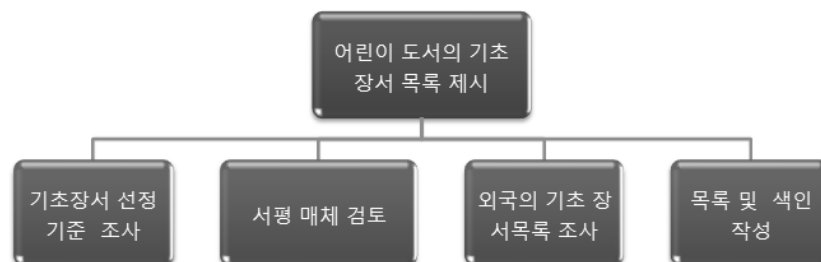 어린이 도서의 기초
장서 목록 제시
기초장서 선정
기준 조사
서평 매체 검토
외국의 기초 장
서목록 조사
목록 및 색인
작성